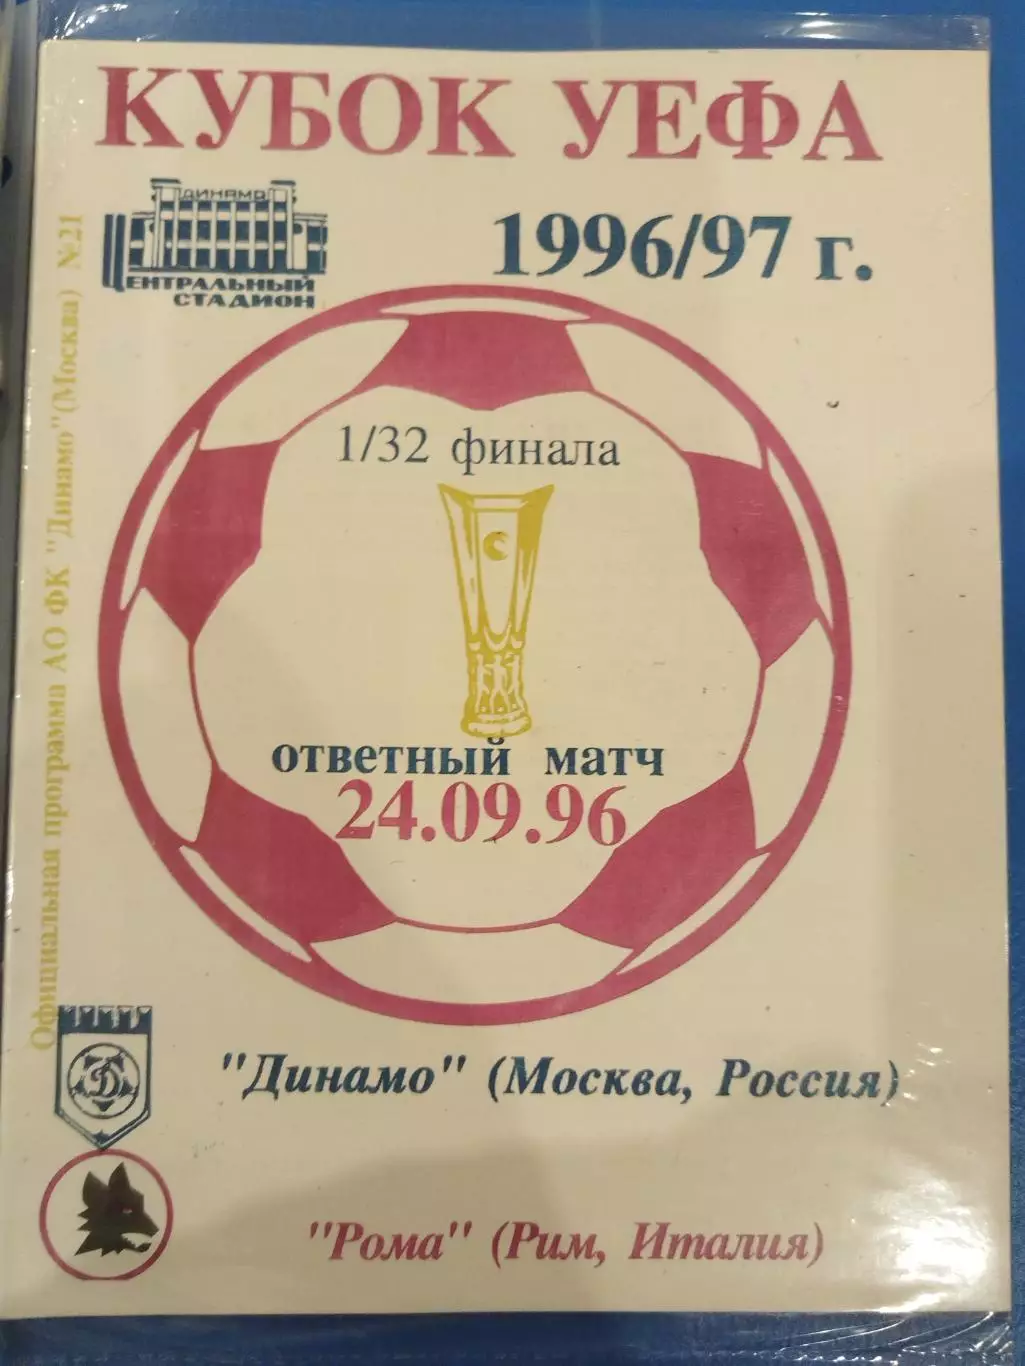 КУБОК УЕФА
ДИНАМО
ЦЕНТРАЛЬНЫЙ
СТАДИОН
1996/97 г.
Официальная программа АО ФК "Динамо"(Москва) №21
1/32 финала
ответный матч
24.09.96
Д
"Динамо" (Москва, Россия)
"Рома" (Рим, Италия)